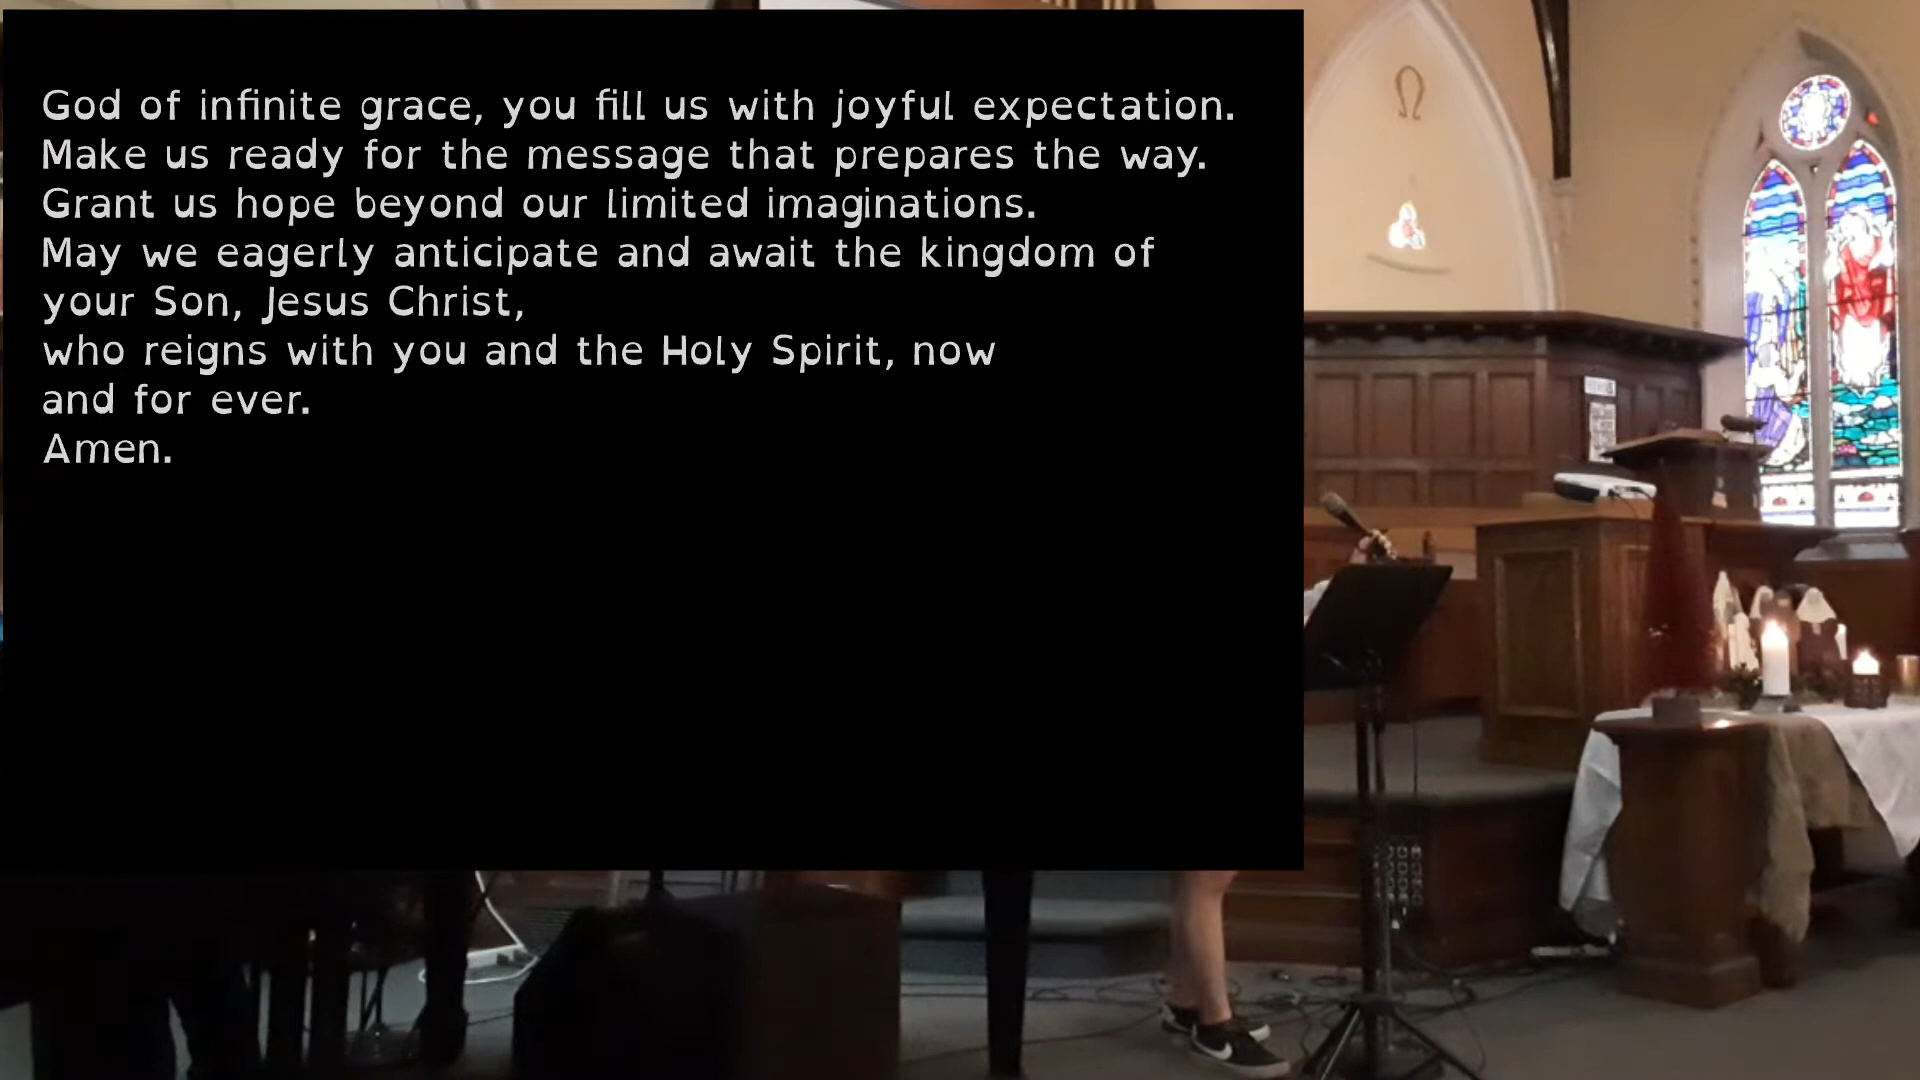 God of infinite grace, you fill us with joyful expectation.
Make us ready for the message that prepares the way.
Grant us hope beyond our limited imaginations.
May we eagerly anticipate and await the kingdom of
your Son, Jesus Christ,
who reigns with you and the Holy Spirit, now
and for ever.
Amen.